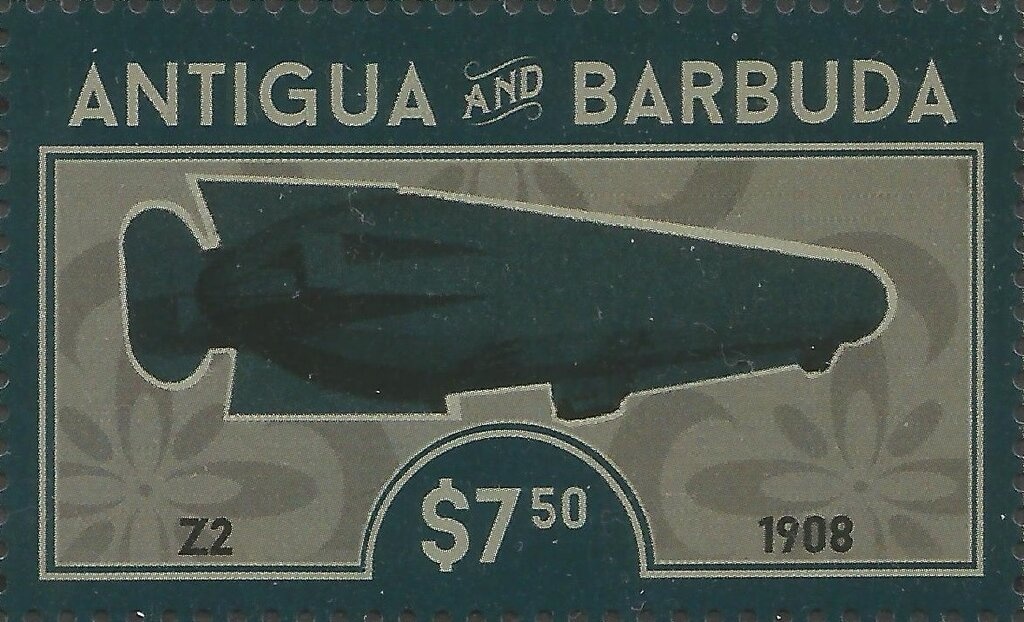 ANTIGUA AND BARBUDA
$7 50
Z2 1908